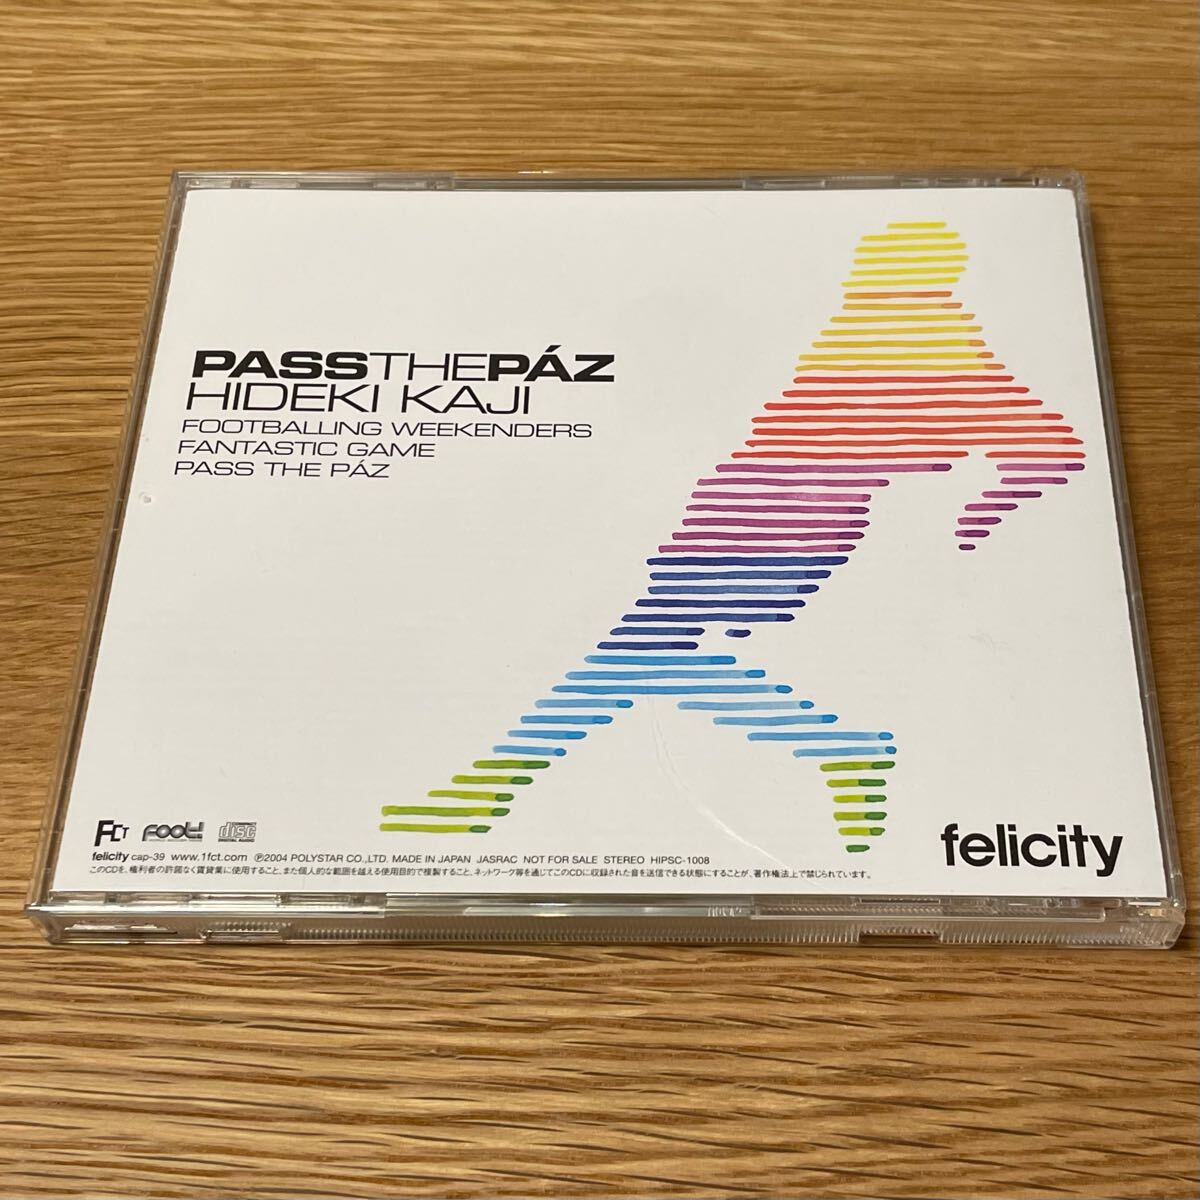 PASSTHEPÁZ
HIDEKI KAJI
FOOTBALLING WEEKENDERS
FANTASTIC GAME
PASS THE PÁZ
FCT foot! disc
DIGITAL AUDIO
felicity
felicity cap-39 www.1fct.com ℗2004 POLYSTAR CO.,LTD. MADE IN JAPAN JASRAC NOT FOR SALE STEREO HIPSC-1008
このCDを、権利者の許諾なく賃貸業に使用すること、また個人的な範囲を越える使用目的で複製すること、ネットワーク等を通じてこのCDに収録された音を送信できる状態にすることが、著作権法上で禁じられています。